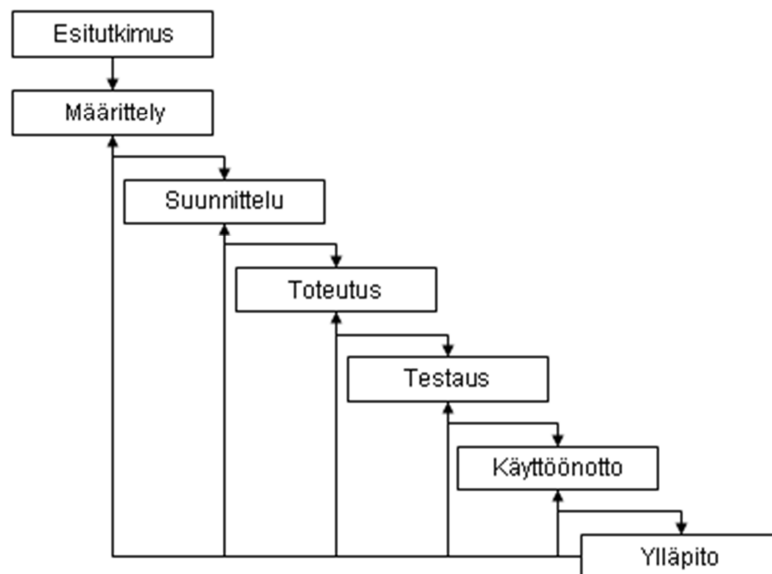 Esitutkimus
Määrittely
Suunnittelu
Toteutus
Testaus
Käyttöönotto
Ylläpito